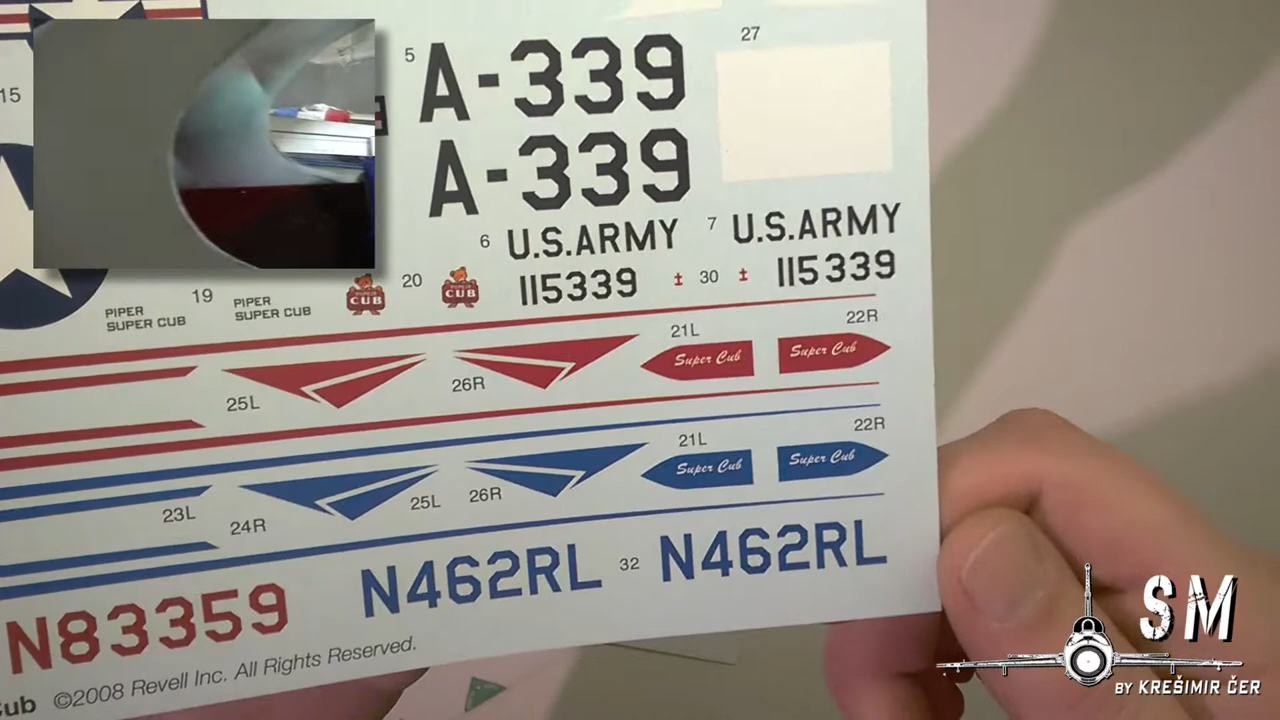 15
5
A-339
27
A-339
6
U.S.ARMY
7
U.S.ARMY
115339
30
115339
19
20
PIPER
SUPER CUB
PIPER
SUPER CUB
CUB
CUB
21L
22R
Super Cub
Super Cub
25L
26R
21L
22R
Super Cub
Super Cub
23L
24R
25L
26R
N462RL
32
N462RL
N83359
Cub ©2008 Revell Inc. All Rights Reserved.
SM
BY KREŠIMIR ČER